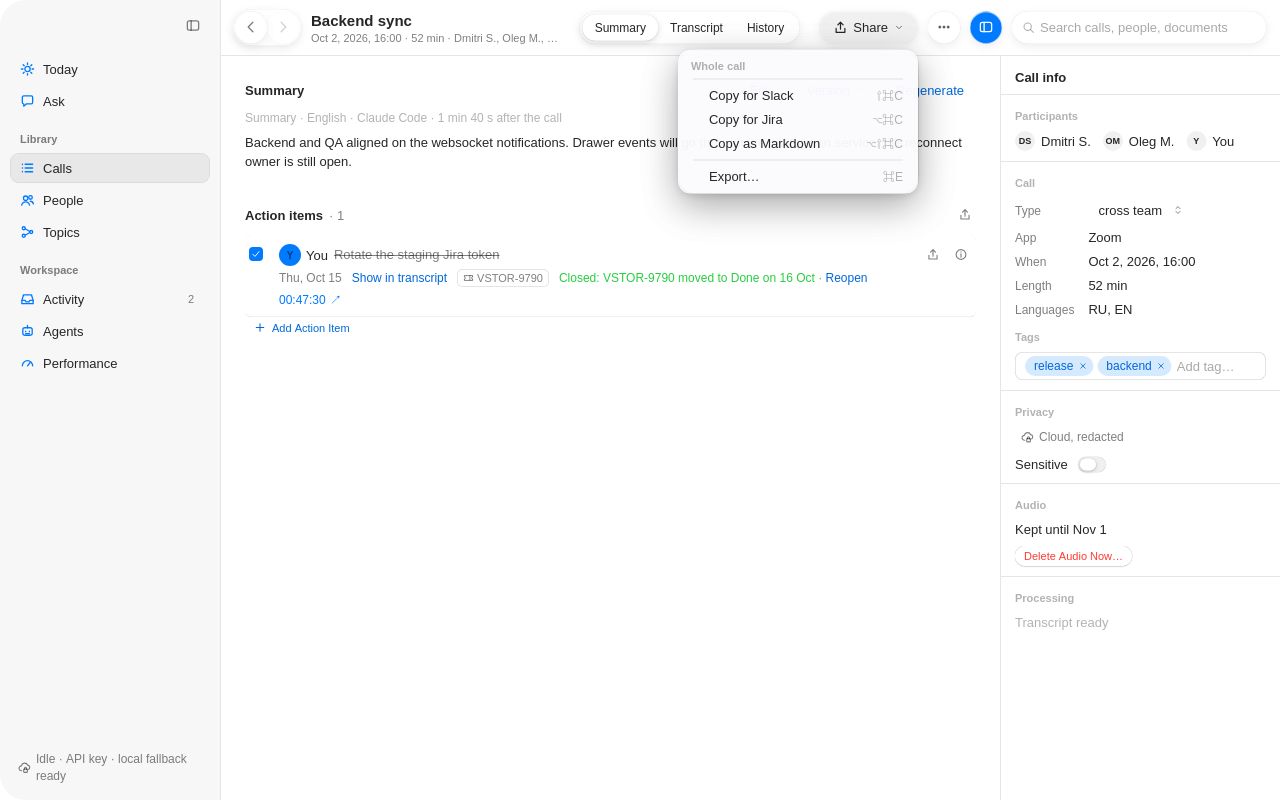 Today
Ask
Library
Calls
People
Topics
Workspace
Activity 2
Agents
Performance
Idle · API key · local fallback
ready
Backend sync
Oct 2, 2026, 16:00 · 52 min · Dmitri S., Oleg M., …
Summary Transcript History
Share
Search calls, people, documents
Whole call
Copy for Slack ⇧⌘C
Copy for Jira ⌥⌘C
Copy as Markdown ⌥⇧⌘C
Export… ⌘E
Summary
Summary · English · Claude Code · 1 min 40 s after the call
Backend and QA aligned on the websocket notifications. Drawer events will
owner is still open.
Action items · 1
You Rotate the staging Jira token
Thu, Oct 15 Show in transcript VSTOR-9790 Closed: VSTOR-9790 moved to Done on 16 Oct · Reopen
00:47:30 ↗
Add Action Item
Call info
Participants
DS Dmitri S. OM Oleg M. Y You
Call
Type cross team
App Zoom
When Oct 2, 2026, 16:00
Length 52 min
Languages RU, EN
Tags
release × backend × Add tag…
Privacy
Cloud, redacted
Sensitive
Audio
Kept until Nov 1
Delete Audio Now…
Processing
Transcript ready